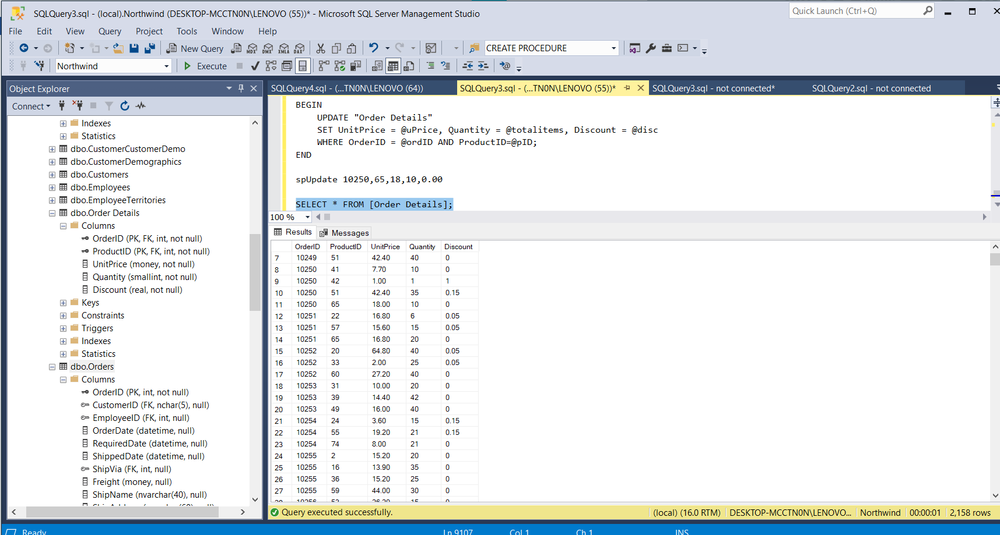 SQLQuery3.sql - (local).Northwind (DESKTOP-MCCTN0N\LENOVO (55))* - Microsoft SQL Server Management Studio
Quick Launch (Ctrl+Q)
File Edit View Query Project Tools Window Help
New Query MDX DMX XMLA DAX CREATE PROCEDURE
Northwind Execute
Object Explorer
Connect
Indexes
Statistics
dbo.CustomerCustomerDemo
dbo.CustomerDemographics
dbo.Customers
dbo.Employees
dbo.EmployeeTerritories
dbo.Order Details
Columns
OrderID (PK, FK, int, not null)
ProductID (PK, FK, int, not null)
UnitPrice (money, not null)
Quantity (smallint, not null)
Discount (real, not null)
Keys
Constraints
Triggers
Indexes
Statistics
dbo.Orders
Columns
OrderID (PK, int, not null)
CustomerID (FK, nchar(5), null)
EmployeeID (FK, int, null)
OrderDate (datetime, null)
RequiredDate (datetime, null)
ShippedDate (datetime, null)
ShipVia (FK, int, null)
Freight (money, null)
ShipName (nvarchar(40), null)
SQLQuery4.sql - (...TN0N\LENOVO (64)) SQLQuery3.sql - (...TN0N\LENOVO (55))* SQLQuery3.sql - not connected* SQLQuery2.sql - not connected
BEGIN
UPDATE "Order Details"
SET UnitPrice = @uPrice, Quantity = @totalitems, Discount = @disc
WHERE OrderID = @ordID AND ProductID=@pID;
END
spUpdate 10250,65,18,10,0.00
SELECT * FROM [Order Details];
100 %
Results Messages
OrderID ProductID UnitPrice Quantity Discount
7 10249 51 42.40 40 0
8 10250 41 7.70 10 0
9 10250 42 1.00 1 1
10 10250 51 42.40 35 0.15
11 10250 65 18.00 10 0
12 10251 22 16.80 6 0.05
13 10251 57 15.60 15 0.05
14 10251 65 16.80 20 0
15 10252 20 64.80 40 0.05
16 10252 33 2.00 25 0.05
17 10252 60 27.20 40 0
18 10253 31 10.00 20 0
19 10253 39 14.40 42 0
20 10253 49 16.00 40 0
21 10254 24 3.60 15 0.15
22 10254 55 19.20 21 0.15
23 10254 74 8.00 21 0
24 10255 2 15.20 20 0
25 10255 16 13.90 35 0
26 10255 36 15.20 25 0
27 10255 59 44.00 30 0
Query executed successfully. (local) (16.0 RTM) DESKTOP-MCCTN0N\LENOVO... Northwind 00:00:01 2,158 rows
Ready Ln 9107 Col 1 Ch 1 INS